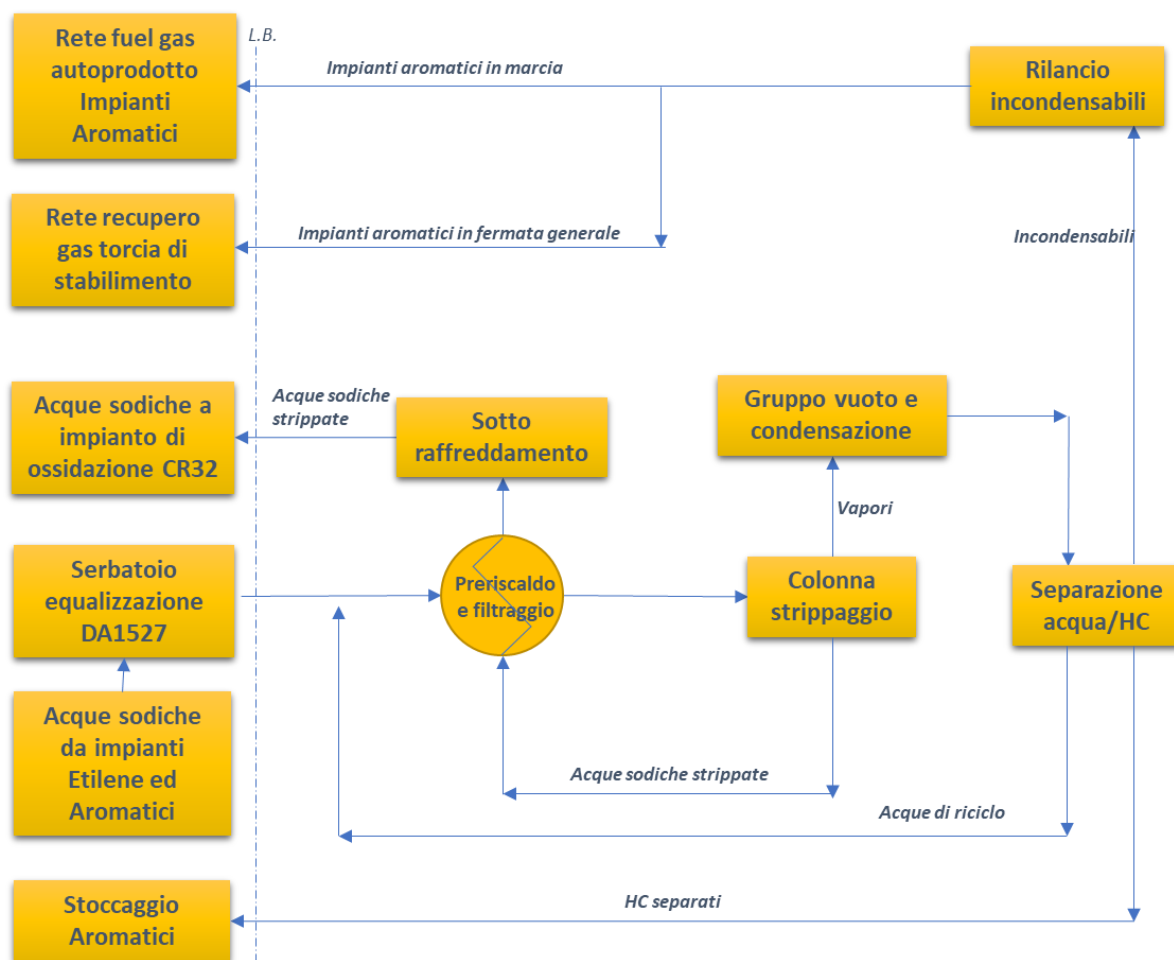 L.B.
Rete fuel gas
autoprodotto
Impianti
Aromatici
Impianti aromatici in marcia
Rilancio
incondensabili
Rete recupero
gas torcia di
stabilimento
Impianti aromatici in fermata generale
Incondensabili
Acque sodiche a
impianto di
ossidazione CR32
Acque sodiche
strippate
Sotto
raffreddamento
Gruppo vuoto e
condensazione
Vapori
Serbatoio
equalizzazione
DA1527
Preriscaldo
e filtraggio
Colonna
strippaggio
Separazione
acqua/HC
Acque sodiche
da impianti
Etilene ed
Aromatici
Acque sodiche strippate
Acque di riciclo
Stoccaggio
Aromatici
HC separati